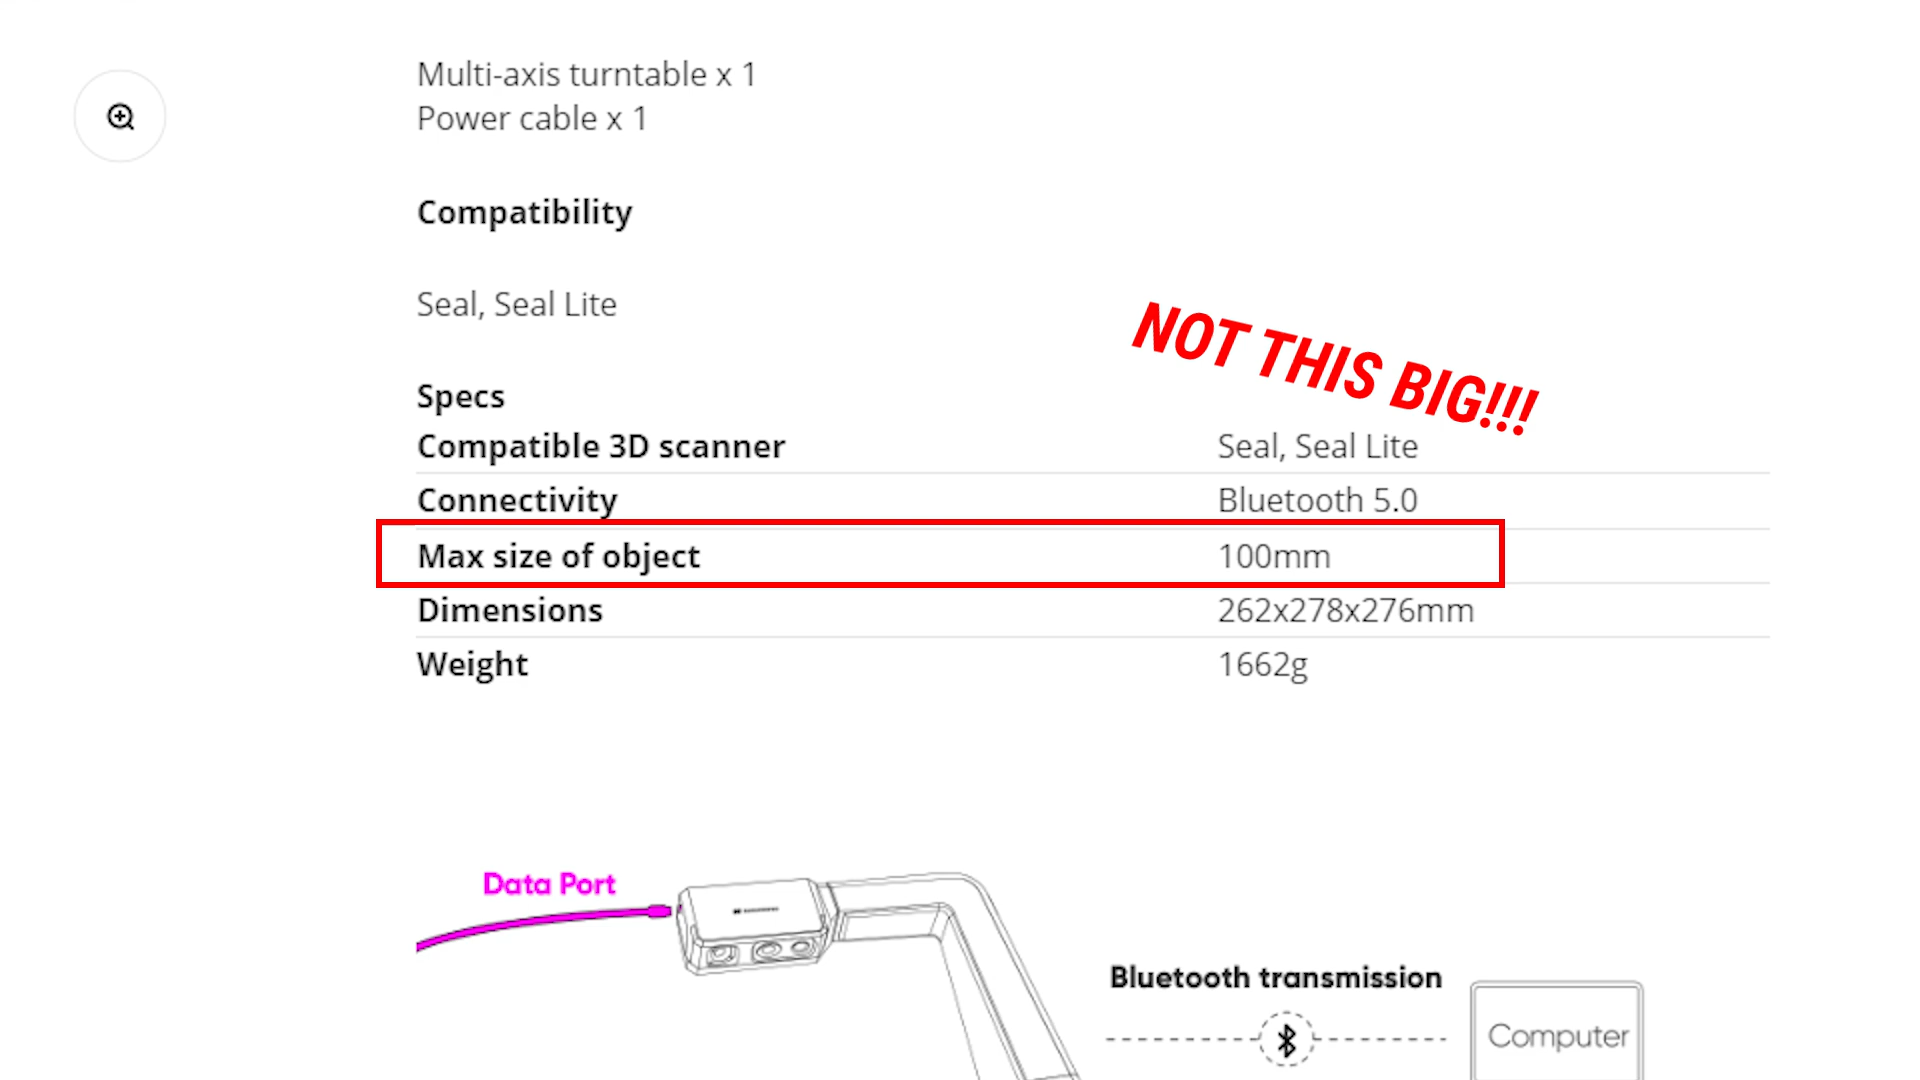 Multi-axis turntable x 1
Power cable x 1
Compatibility
Seal, Seal Lite
NOT THIS BIG!!!
Specs
Compatible 3D scanner Seal, Seal Lite
Connectivity Bluetooth 5.0
Max size of object 100mm
Dimensions 262x278x276mm
Weight 1662g
Data Port
Bluetooth transmission
Computer